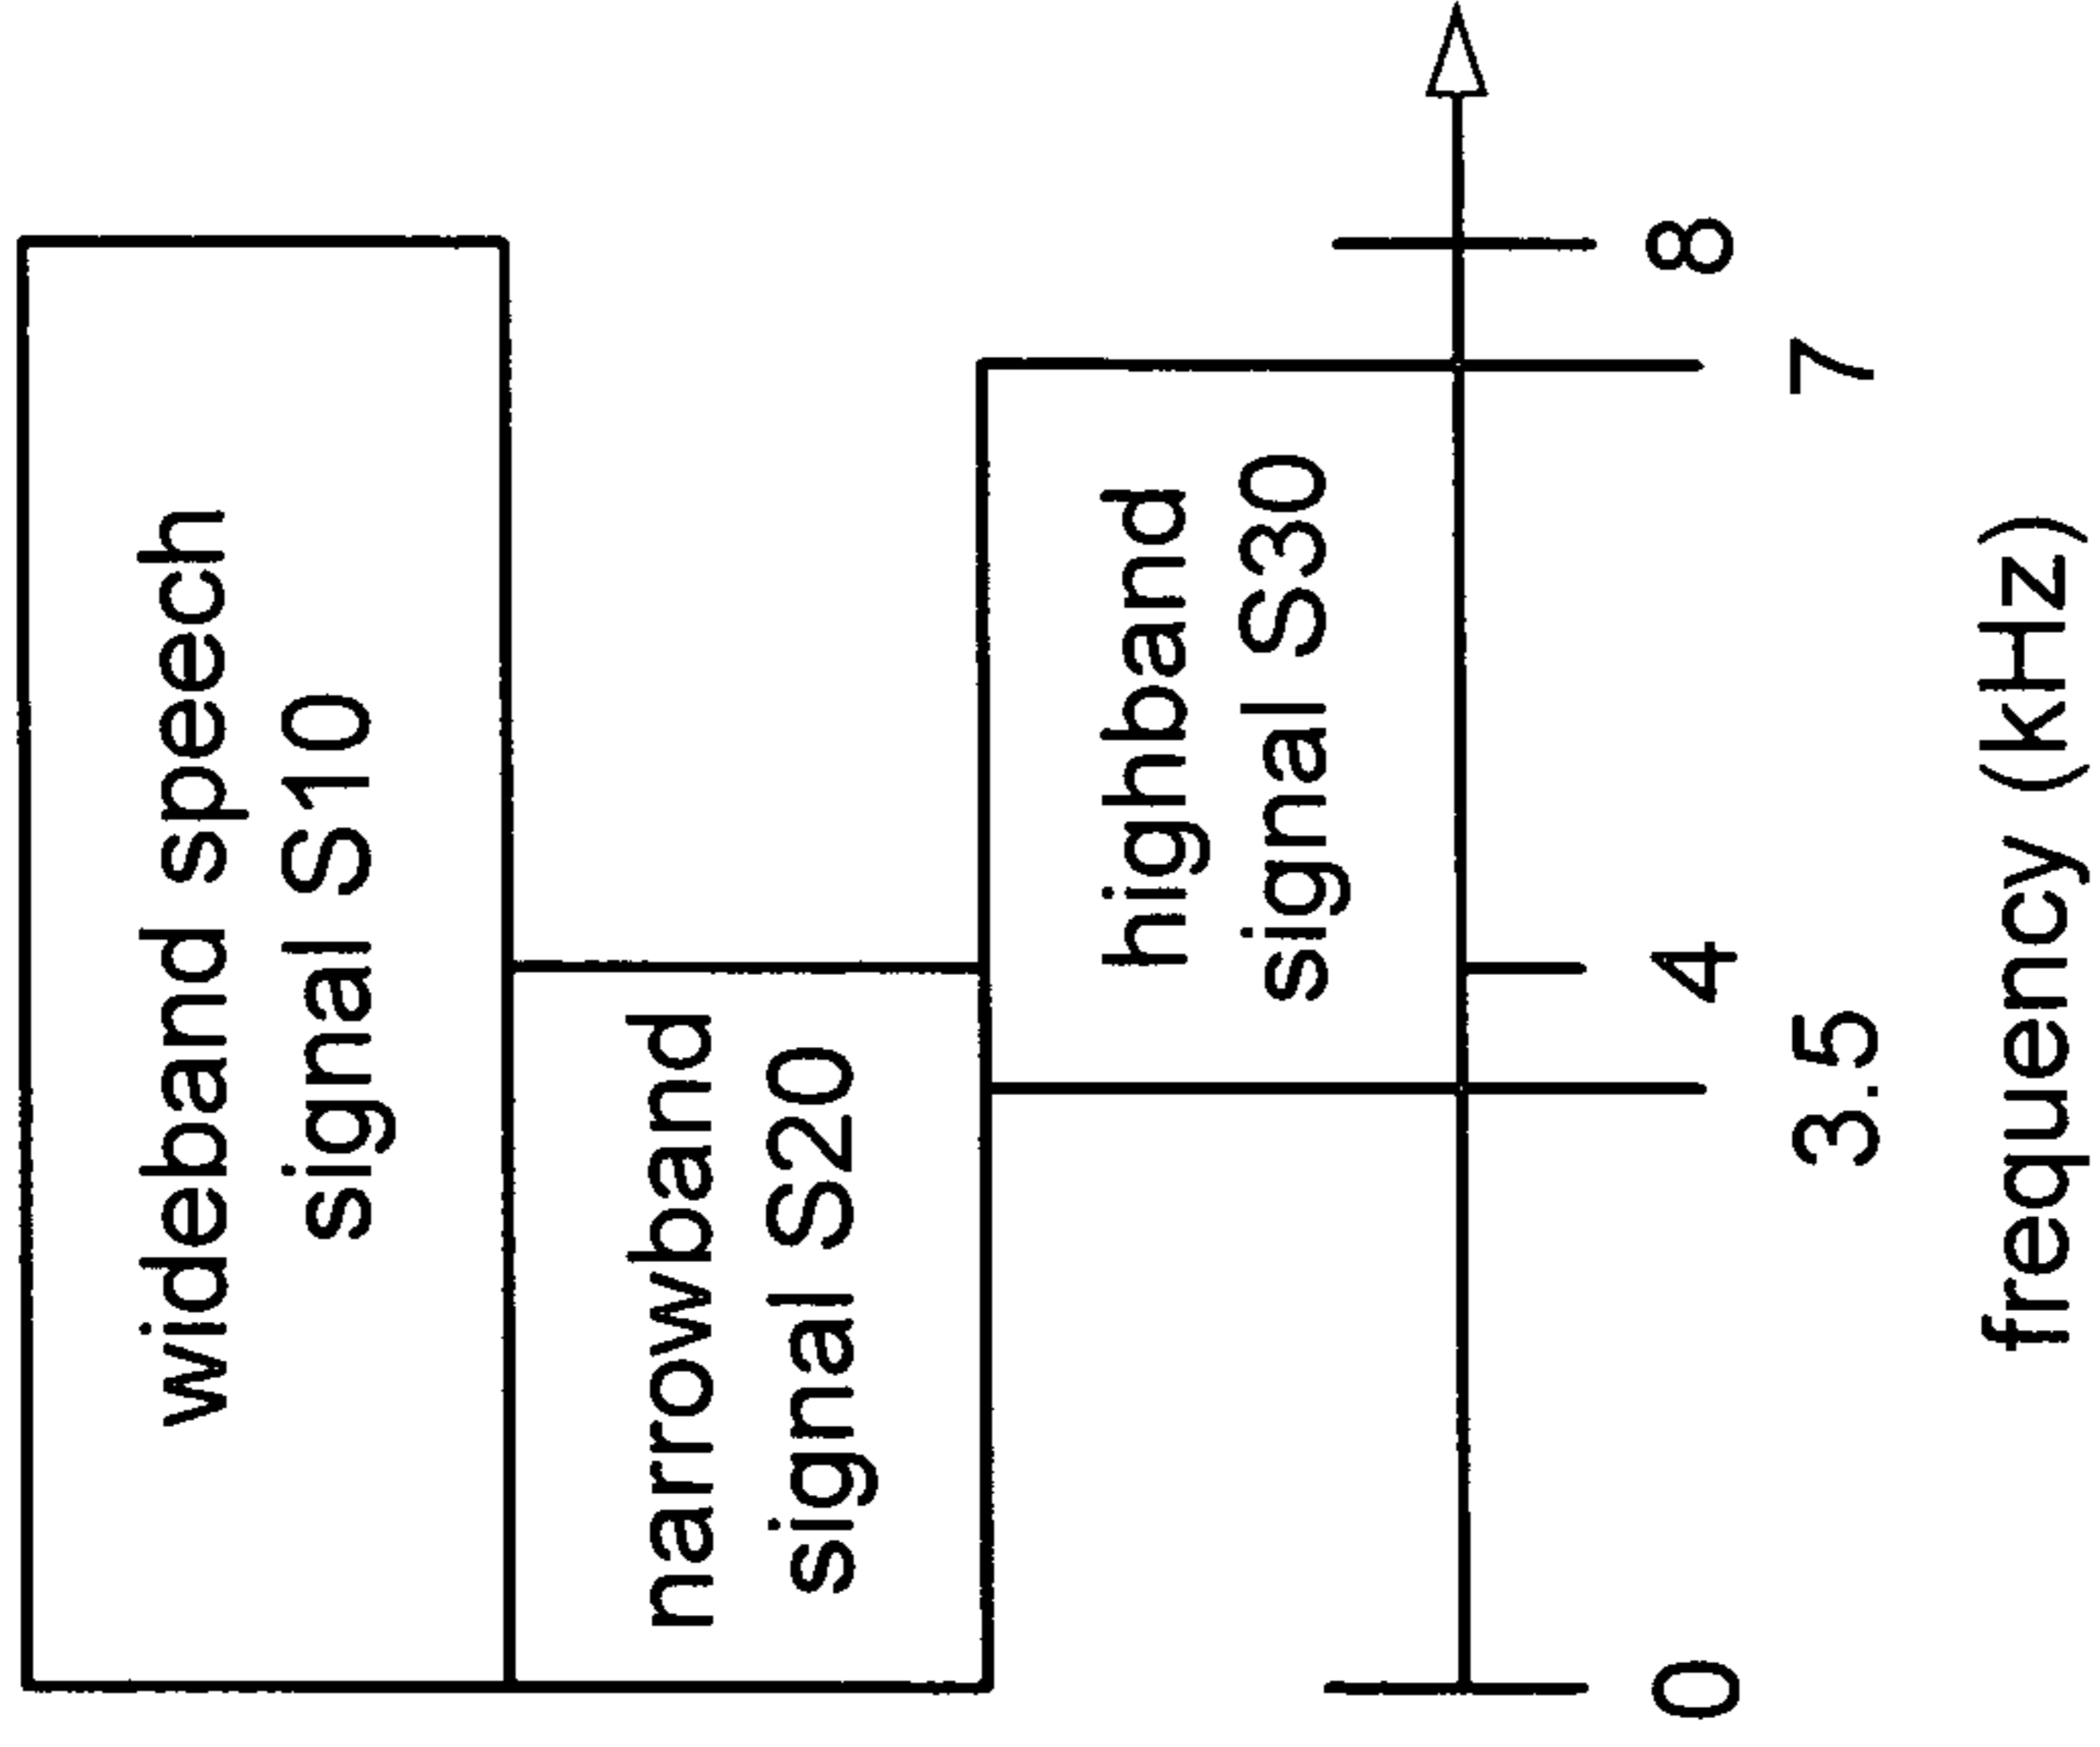 wideband speech
signal S10
narrowband
signal S20
highband
signal S30
0
4
8
3.5
7
frequency (kHz)